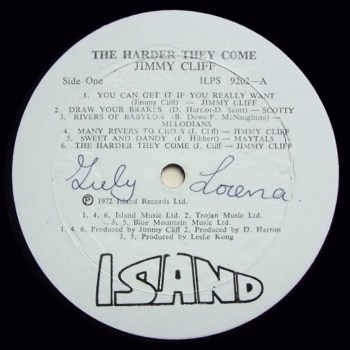 THE HARDER THEY COME
JIMMY CLIFF
Side One
ILPS 9202-A
1. YOU CAN GET IT IF YOU REALLY WANT
(Jimmy Cliff) — JIMMY CLIFF
2. DRAW YOUR BRAKES (D. Harriot-D. Scott) — SCOTTY
3. RIVERS OF BABYLON (B. Dowe-F. McNaughton) —
MELODIANS
4. MANY RIVERS TO CROSS (J. Cliff) — JIMMY CLIFF
5. SWEET AND DANDY (F. Hibbert) — MAYTALS
6. THE HARDER THEY COME (J. Cliff — JIMMY CLIFF
Lorena
℗ 1972 Island Records Ltd.
1, 4, 6, Island Music Ltd. 2, Trojan Music Ltd.
3, 5, Blue Mountain Music Ltd.
1, 4, 6, Produced by Jimmy Cliff 2, Produced by D. Harriot
3, 5, Produced by Leslie Kong
ISLAND